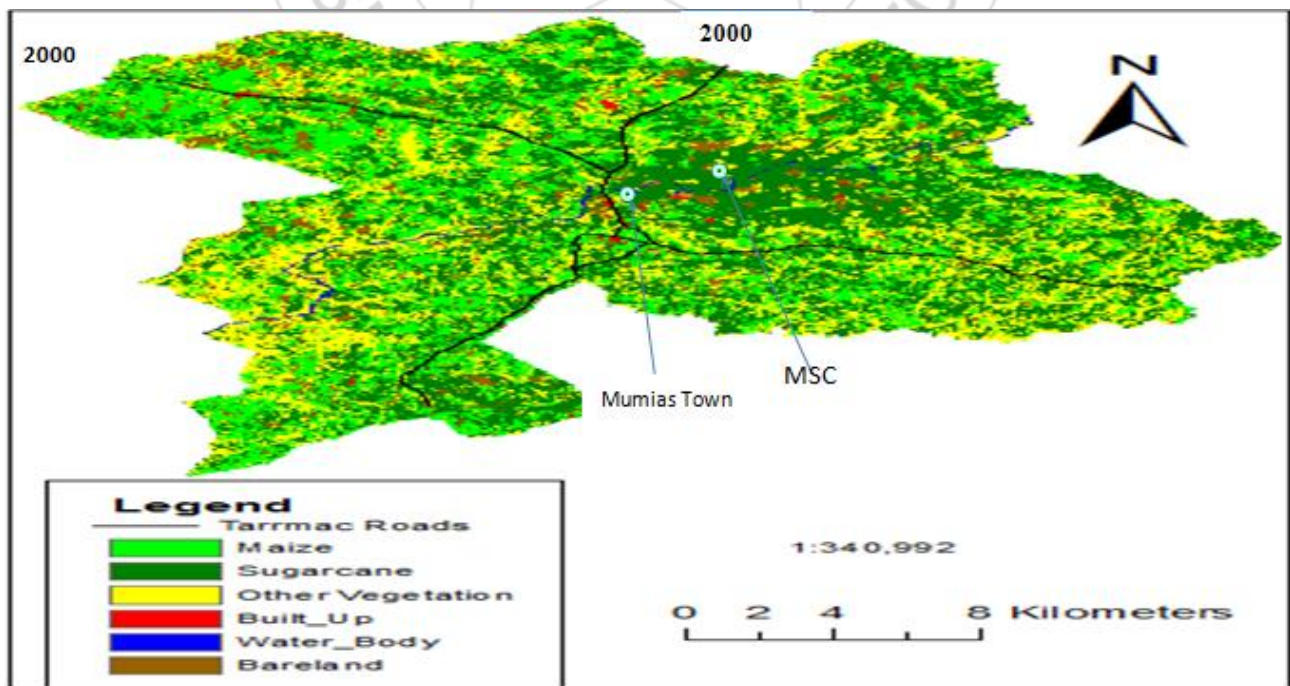 2000
2000
N
MSC
Mumias Town
Legend
Tarrmac Roads
Maize
Sugarcane
Other Vegetation
Built_Up
Water_Body
Bareland
1:340,992
0 2 4 8 Kilometers